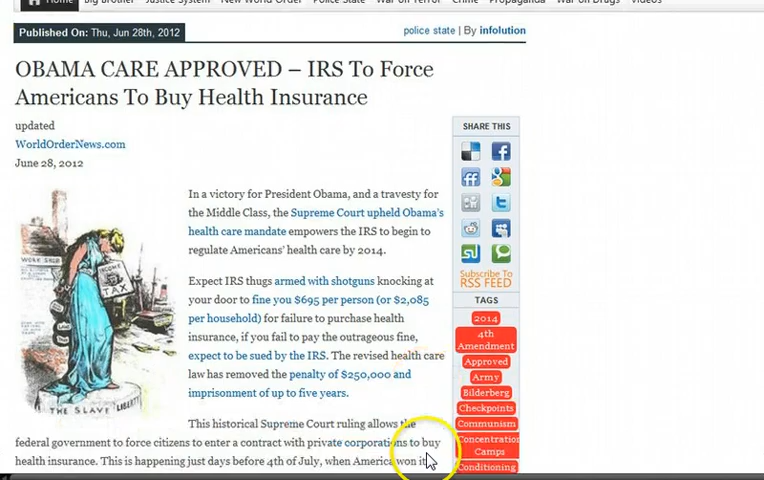 Home Big Brother Justice System New World Order Police State War on Terror Crime Propaganda War on Drugs Videos
Published On: Thu, Jun 28th, 2012
police state | By infolution
OBAMA CARE APPROVED – IRS To Force
Americans To Buy Health Insurance
updated
WorldOrderNews.com
June 28, 2012
In a victory for President Obama, and a travesty for
the Middle Class, the Supreme Court upheld Obama's
health care mandate empowers the IRS to begin to
regulate Americans' health care by 2014.
Expect IRS thugs armed with shotguns knocking at
your door to fine you $695 per person (or $2,085
per household) for failure to purchase health
insurance, if you fail to pay the outrageous fine,
expect to be sued by the IRS. The revised health care
law has removed the penalty of $250,000 and
imprisonment of up to five years.
This historical Supreme Court ruling allows the
federal government to force citizens to enter a contract with private corporations to buy
health insurance. This is happening just days before 4th of July, when America won it
INCOME
TAX
THE SLAVE LIBERTY
SHARE THIS
Subscribe To
RSS FEED
TAGS
2014
4th
Amendment
Approved
Army
Bilderberg
Checkpoints
Communism
Concentration
Camps
Conditioning